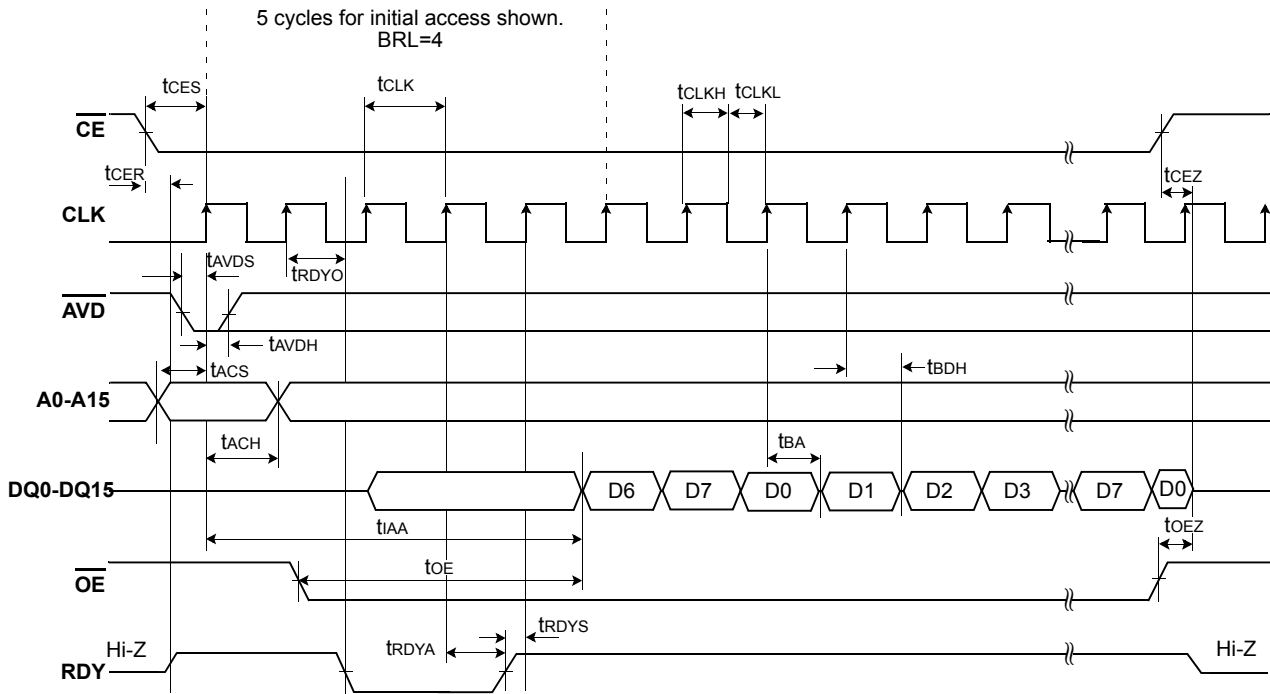 5 cycles for initial access shown.
BRL=4
tCES
tCLK
tCLKH
tCLKL
CE
tCER
tCEZ
CLK
tAVDS
tRDYO
AVD
tAVDH
tACS
tBDH
A0-A15
tACH
tBA
DQ0-DQ15
D6
D7
D0
D1
D2
D3
D7
D0
tIAA
tOEZ
tOE
OE
tRDYS
Hi-Z
tRDYA
Hi-Z
RDY